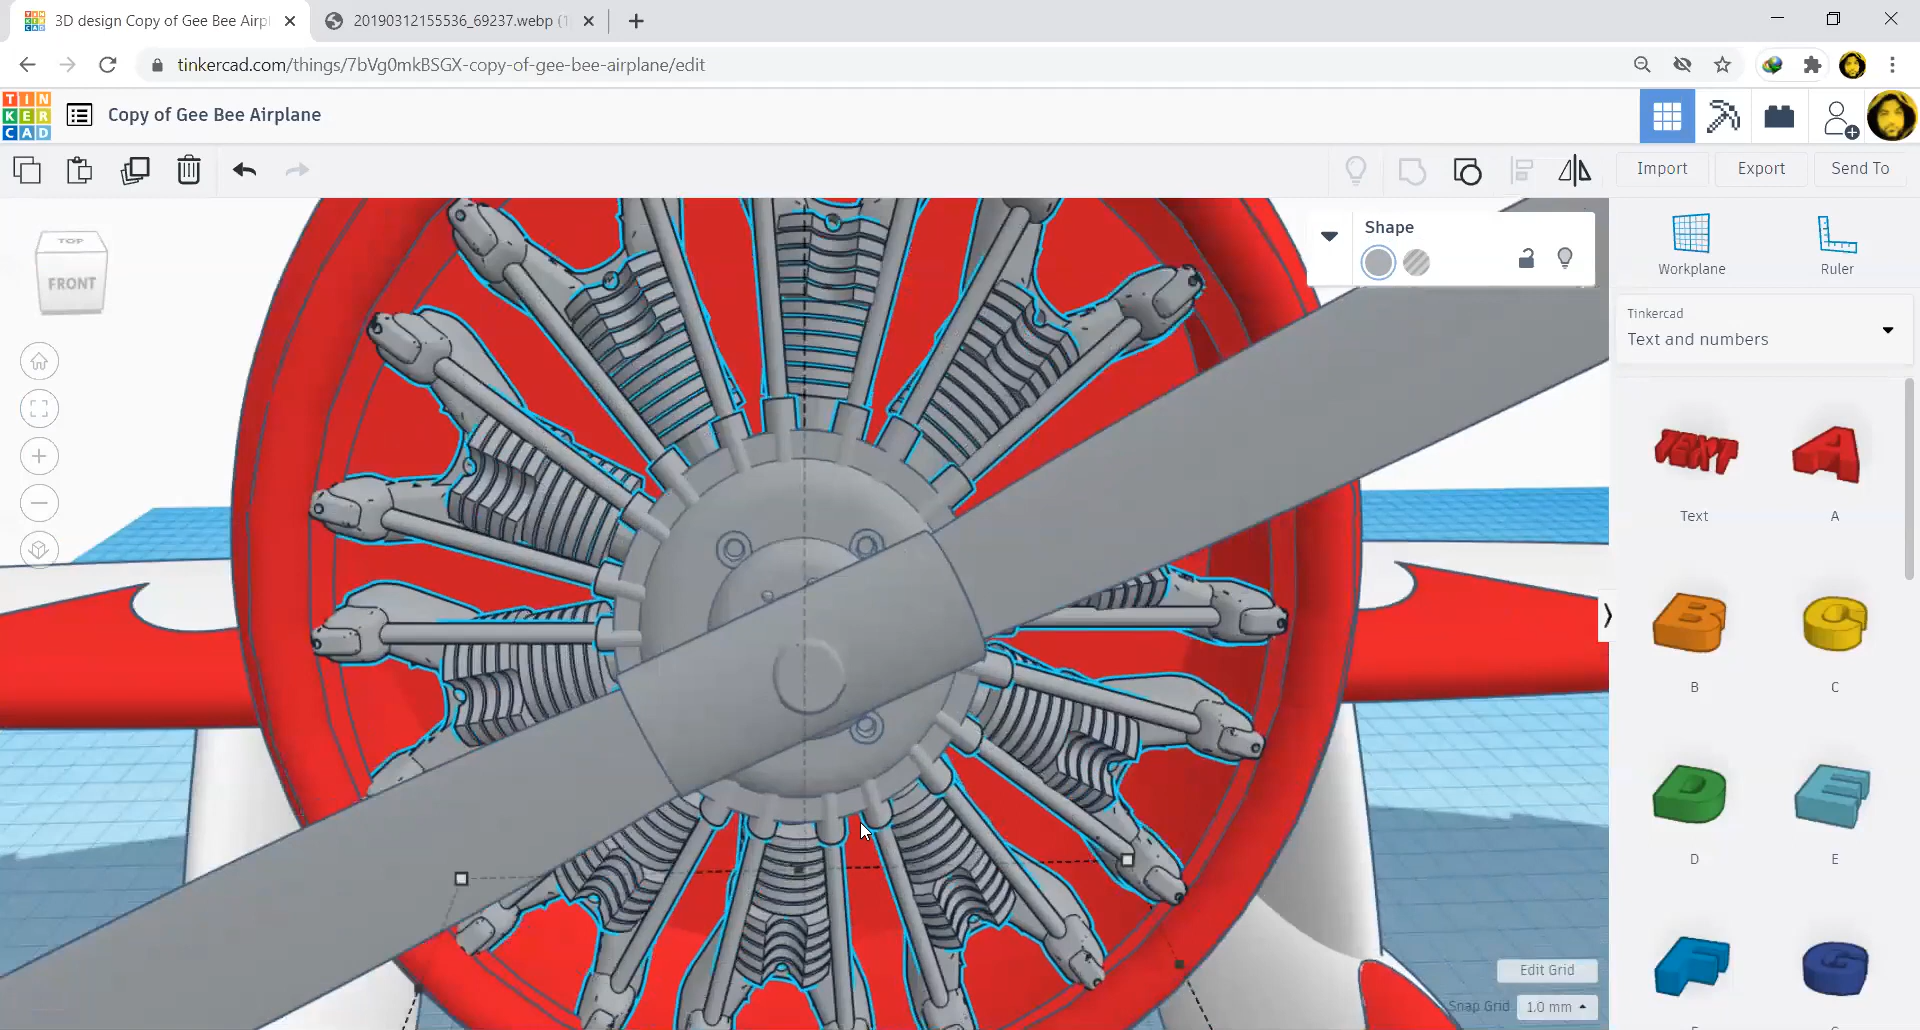 3D design Copy of Gee Bee Airpl
20190312155536_69237.webp (1
tinkercad.com/things/7bVg0mkBSGX-copy-of-gee-bee-airplane/edit
TIN
KER
CAD
Copy of Gee Bee Airplane
Import
Export
Send To
TOP
FRONT
Shape
Workplane
Ruler
Tinkercad
Text and numbers
TEXT
A
Text
A
B
C
B
C
D
E
D
E
F
G
Edit Grid
Snap Grid
1.0 mm